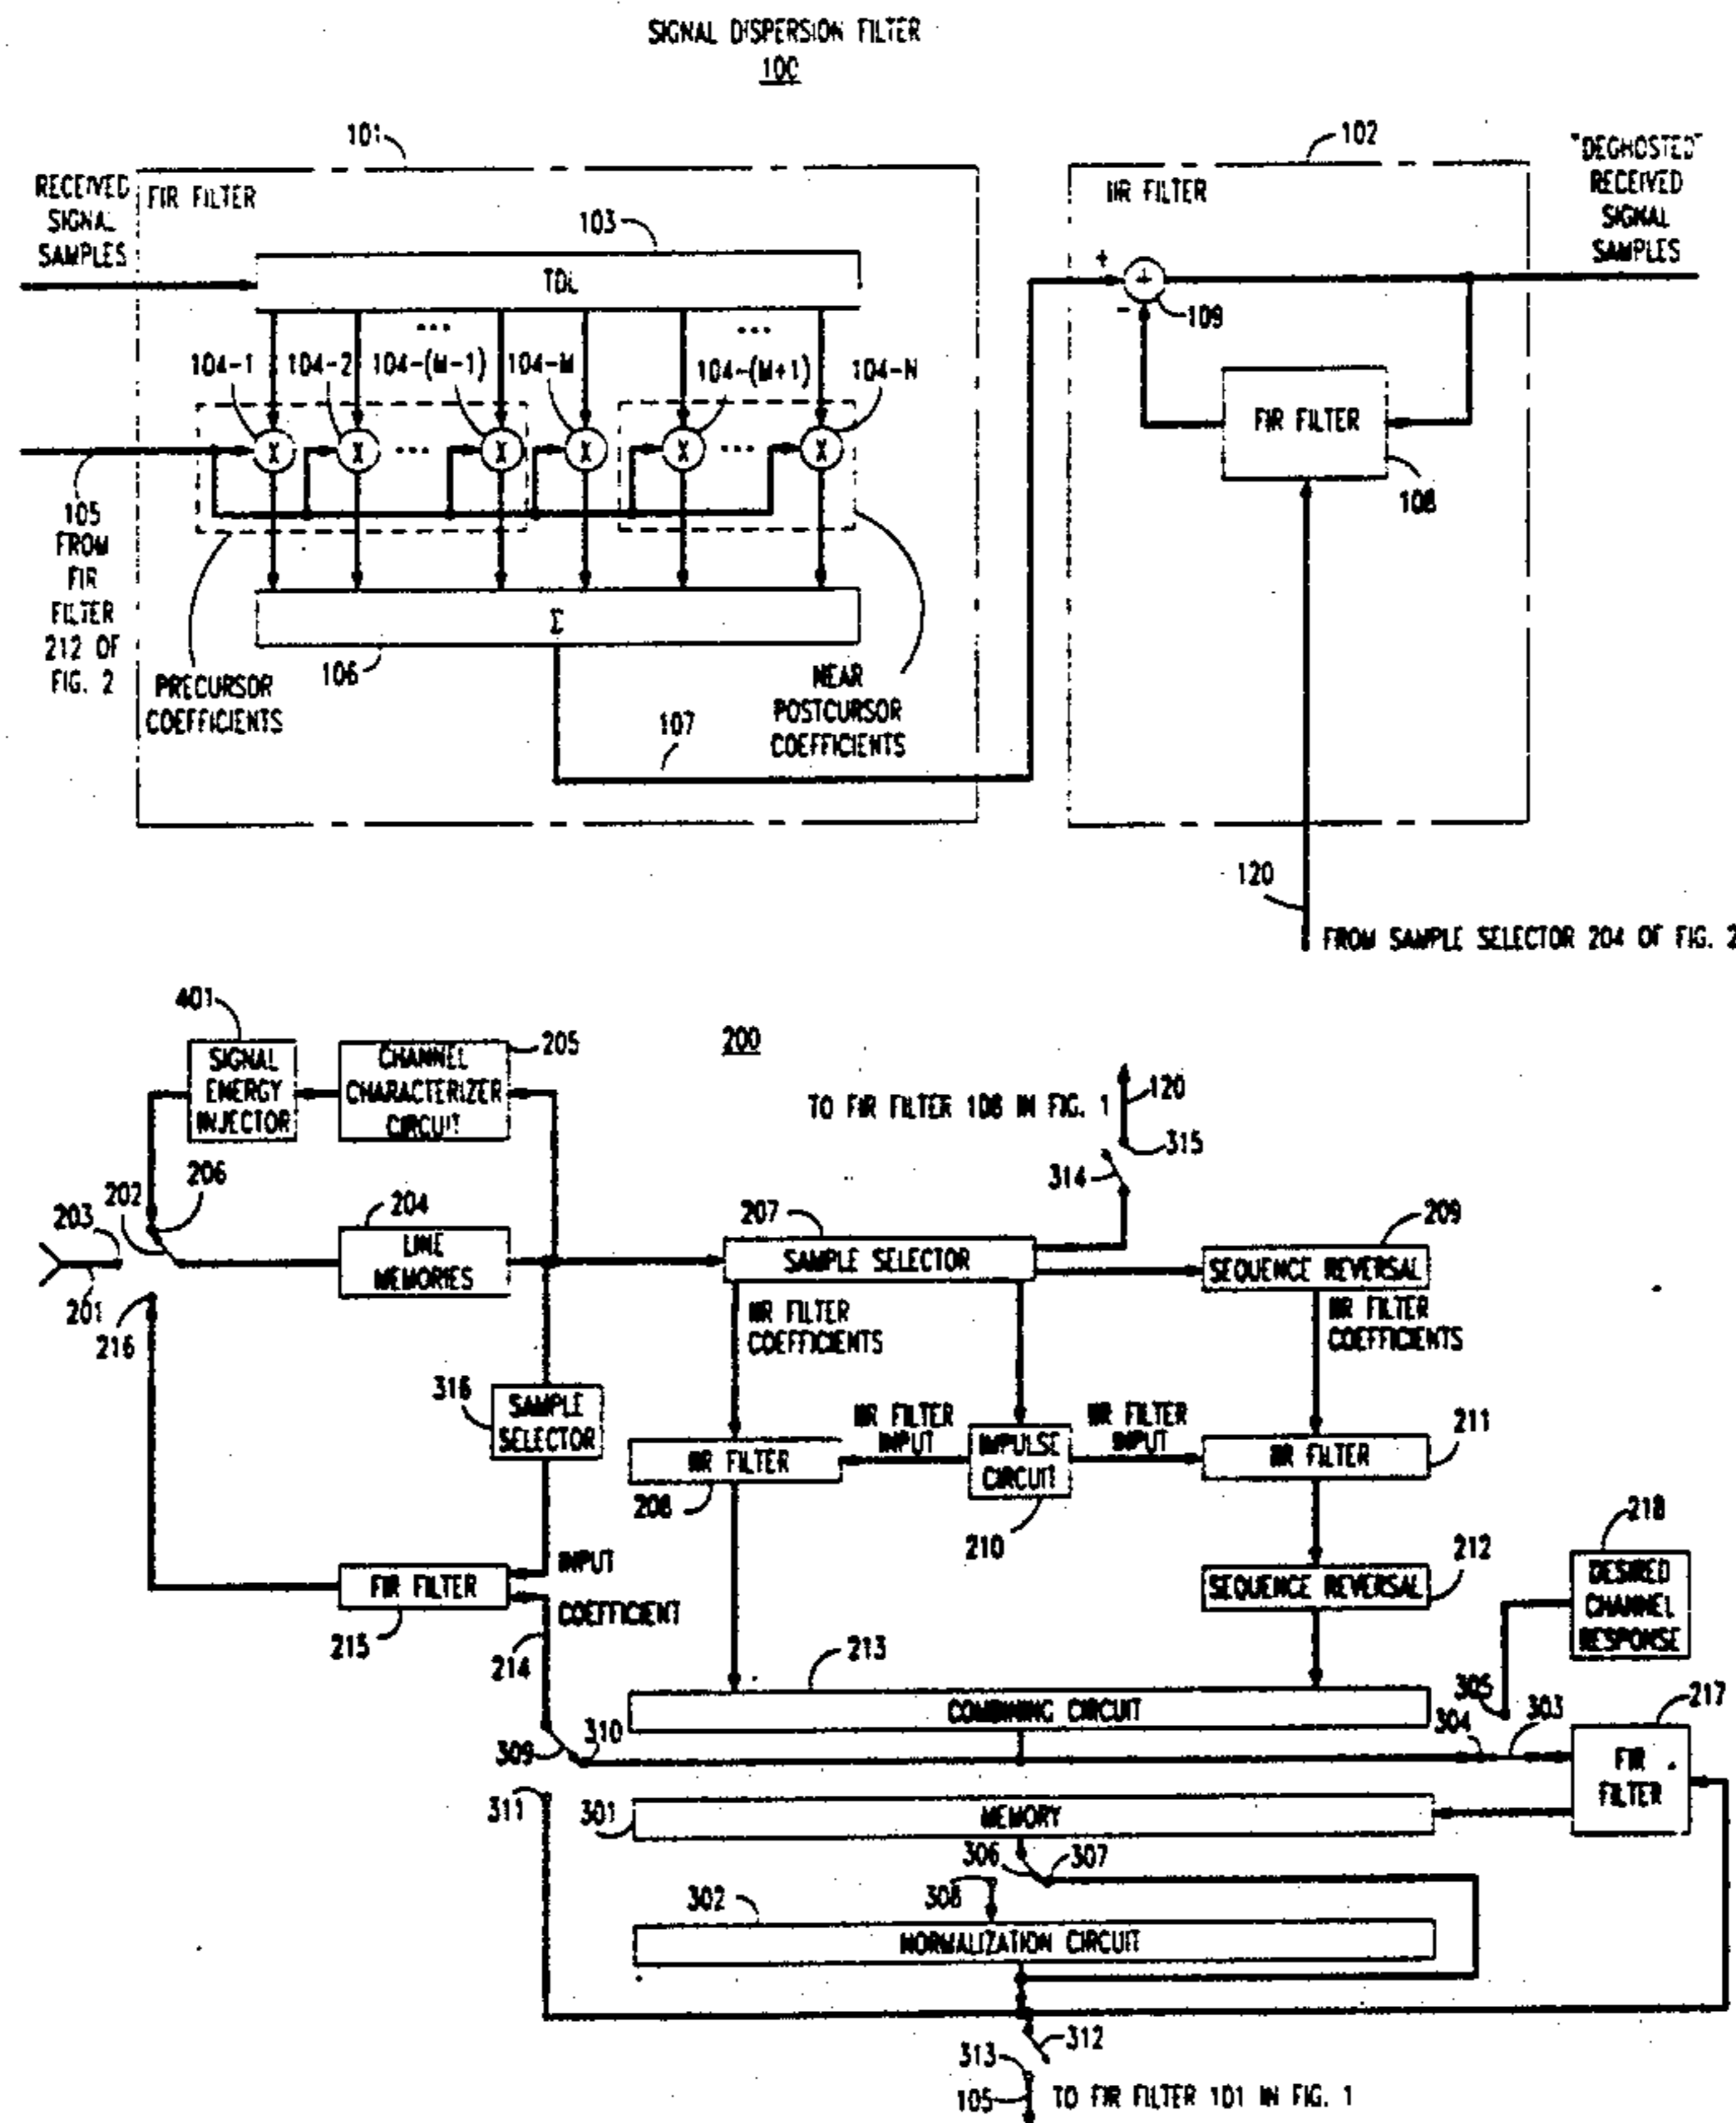 SIGNAL DISPERSION FILTER
100
101
102
RECEIVED
SIGNAL
SAMPLES
FIR FILTER
103
TDL
...
...
104-1
104-2
104-(M-1)
104-M
104-(M+1)
104-N
X
X
...
X
X
X
...
X
105
FROM
FIR
FILTER
212 OF
FIG. 2
Σ
106
PRECURSOR
COEFFICIENTS
NEAR
POSTCURSOR
COEFFICIENTS
107
IIR FILTER
"DEGHOSTED"
RECEIVED
SIGNAL
SAMPLES
+
+
-
109
FIR FILTER
108
120
FROM SAMPLE SELECTOR 204 OF FIG. 2
401
SIGNAL
ENERGY
INJECTOR
CHANNEL
CHARACTERIZER
CIRCUIT
205
200
TO FIR FILTER 108 IN FIG. 1
120
315
314
206
202
203
201
216
204
LINE
MEMORIES
207
SAMPLE SELECTOR
209
SEQUENCE REVERSAL
IIR FILTER
COEFFICIENTS
IIR FILTER
COEFFICIENTS
316
SAMPLE
SELECTOR
IIR FILTER
208
IIR FILTER
INPUT
IMPULSE
CIRCUIT
210
IIR FILTER
INPUT
211
IIR FILTER
212
SEQUENCE REVERSAL
218
DESIRED
CHANNEL
RESPONSE
INPUT
FIR FILTER
215
COEFFICIENT
214
213
COMBINING CIRCUIT
305
304
303
217
FIR
FILTER
309
310
311
301
MEMORY
306
307
308
302
NORMALIZATION CIRCUIT
312
313
105
TO FIR FILTER 101 IN FIG. 1